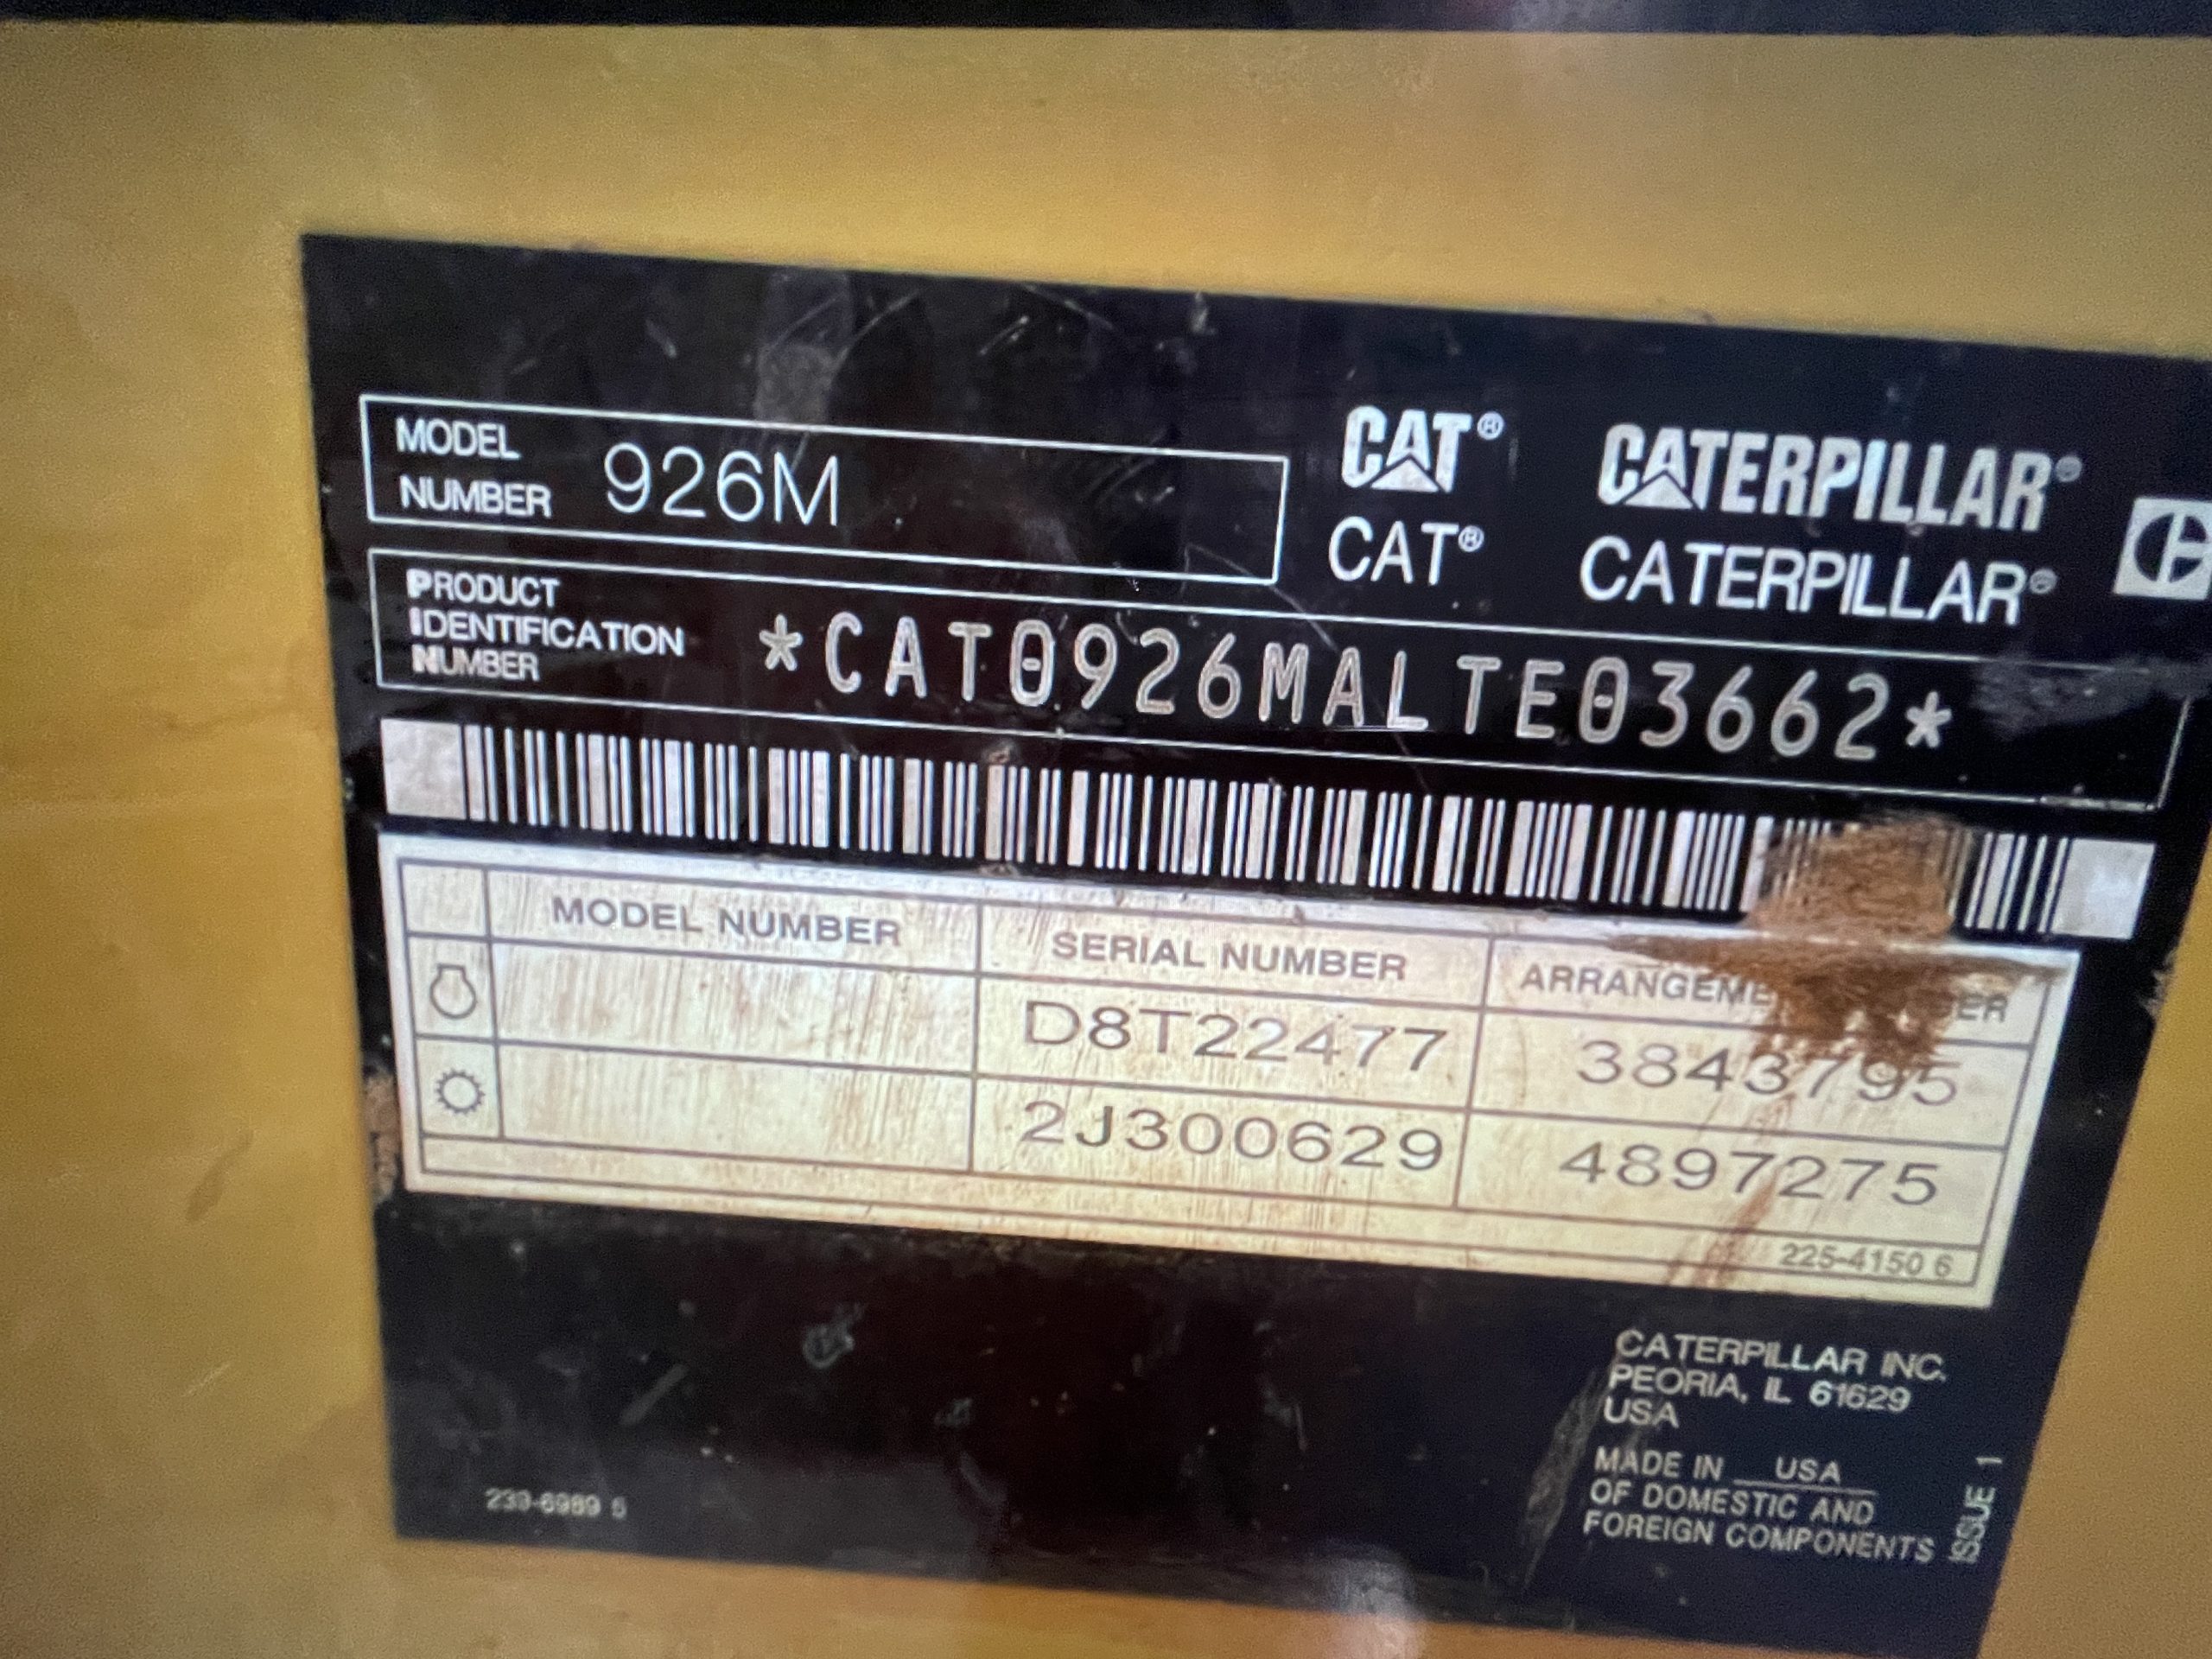 MODEL NUMBER 926M
CAT® CATERPILLAR®
CAT® CATERPILLAR®
PRODUCT IDENTIFICATION NUMBER *CAT0926MALTE03662*
MODEL NUMBER SERIAL NUMBER
D8T22477 3843795
2J300629 4897275
225-4150 6
CATERPILLAR INC.
PEORIA, IL 61629
USA
MADE IN USA
OF DOMESTIC AND
FOREIGN COMPONENTS
ISSUE 1